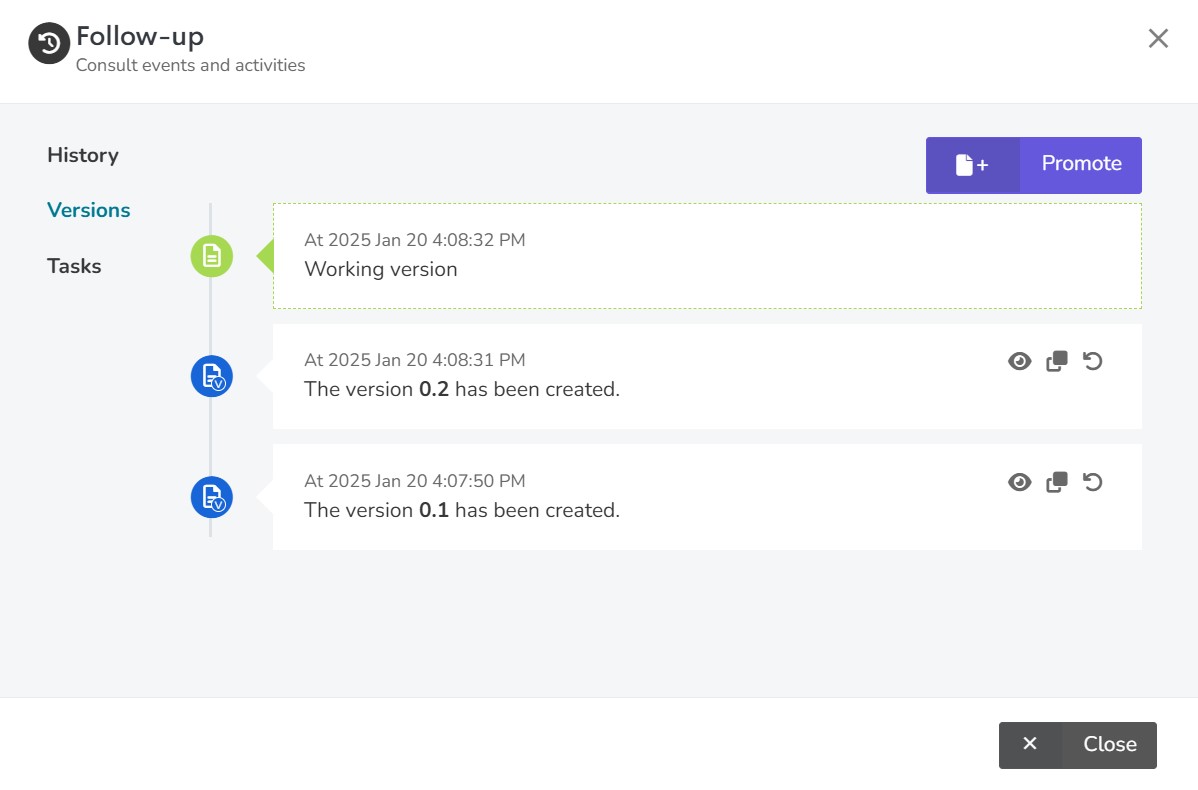 Follow-up
Consult events and activities
History
Versions
Tasks
Promote
At 2025 Jan 20 4:08:32 PM
Working version
At 2025 Jan 20 4:08:31 PM
The version 0.2 has been created.
At 2025 Jan 20 4:07:50 PM
The version 0.1 has been created.
Close